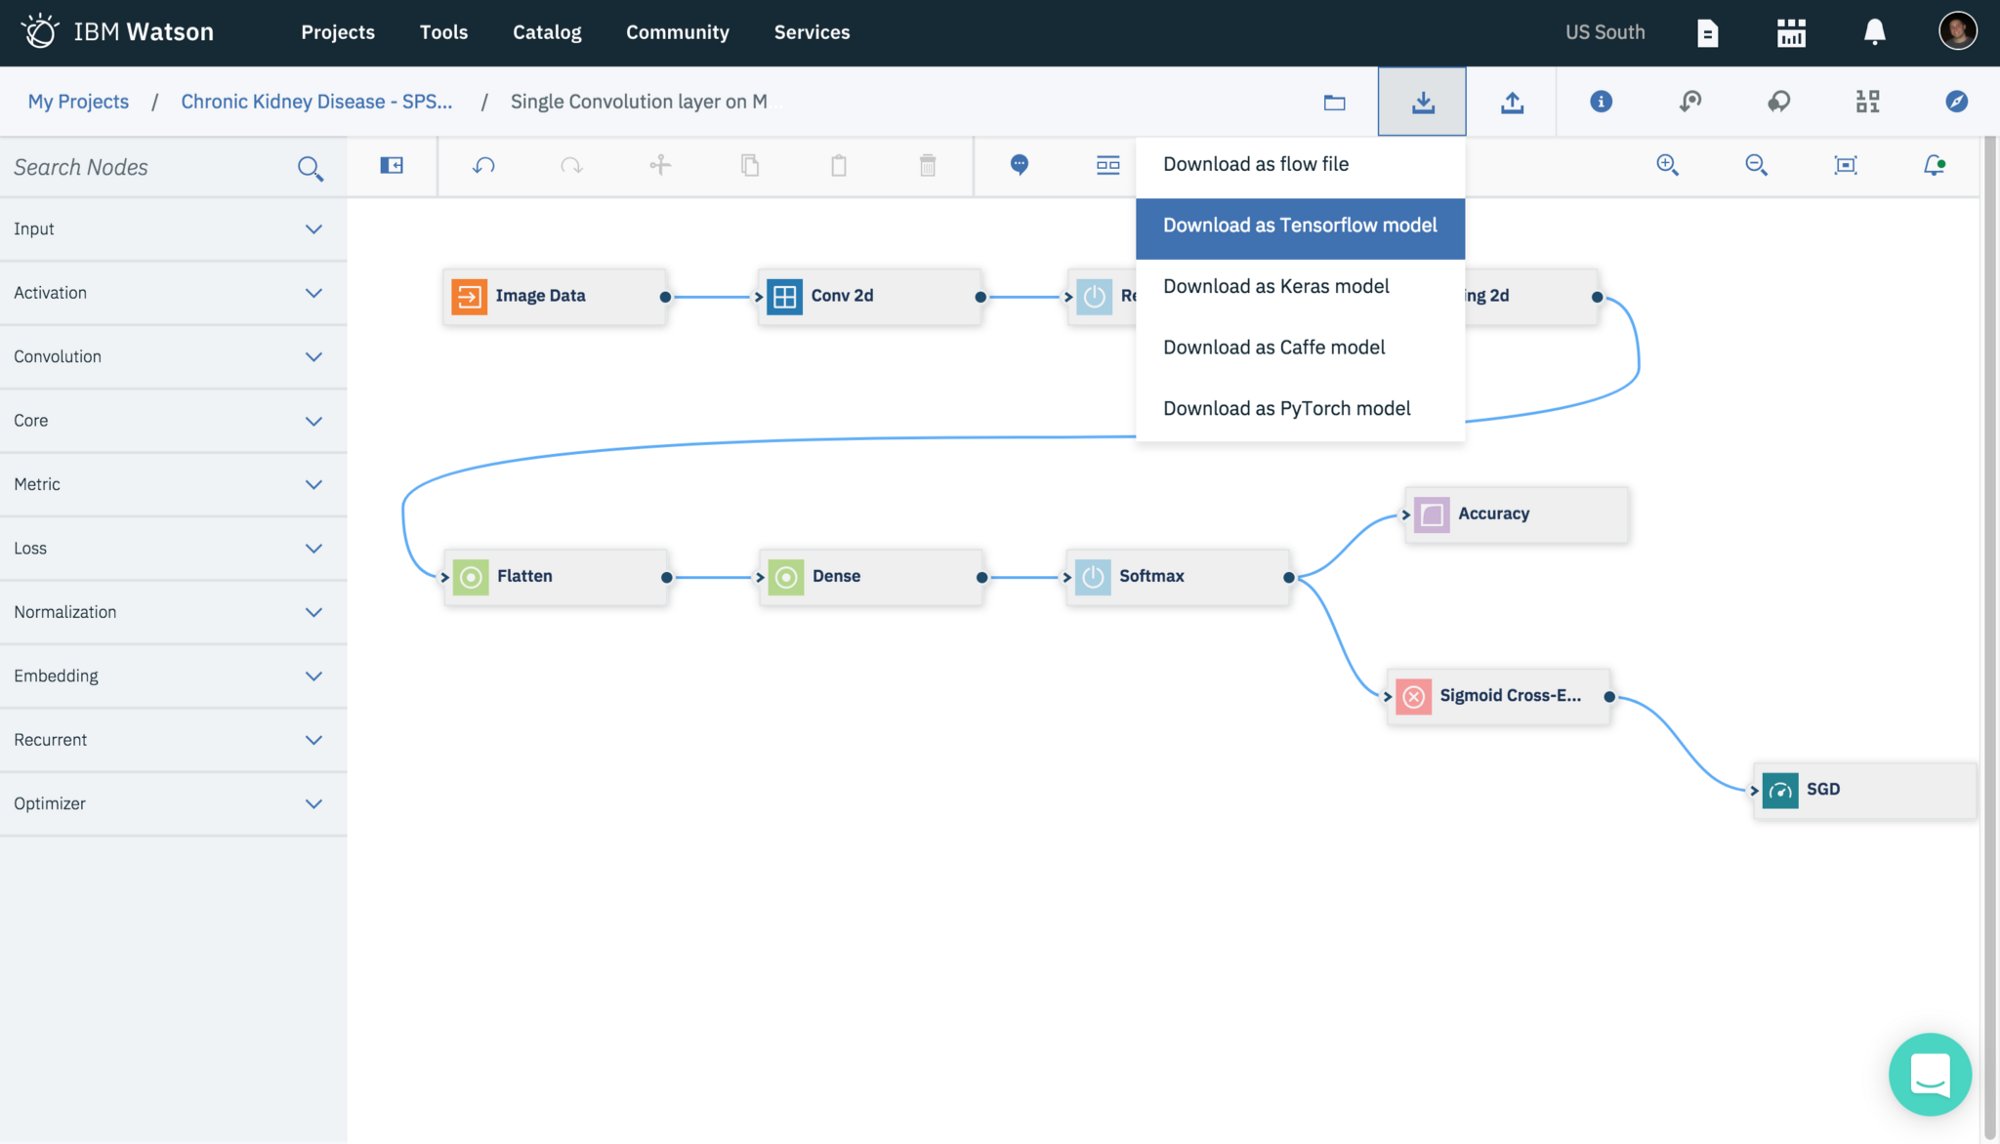 IBM Watson
Projects
Tools
Catalog
Community
Services
US South
My Projects / Chronic Kidney Disease - SPS... / Single Convolution layer on M
Search Nodes
Input
Activation
Convolution
Core
Metric
Loss
Normalization
Embedding
Recurrent
Optimizer
Download as flow file
Download as Tensorflow model
Download as Keras model
Download as Caffe model
Download as PyTorch model
Image Data
Conv 2d
Re
ing 2d
Flatten
Dense
Softmax
Accuracy
Sigmoid Cross-E...
SGD